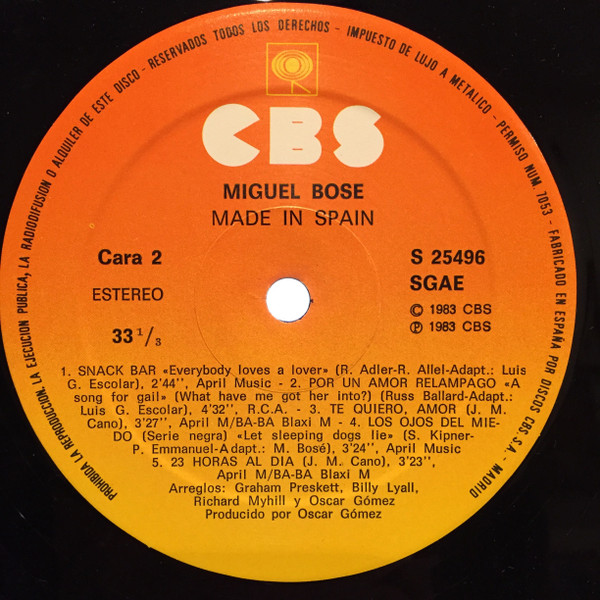 PROHIBIDA LA REPRODUCCION, LA EJECUCION PUBLICA, LA RADIODIFUSION O ALQUILER DE ESTE DISCO - RESERVADOS TODOS LOS DERECHOS - IMPUESTO DE LUJO A METALICO - PERMISO NUM. 7053 - FABRICADO EN ESPAÑA POR DISCOS CBS S.A. - MADRID
CBS
MIGUEL BOSE
MADE IN SPAIN
Cara 2
S 25496
SGAE
ESTEREO
© 1983 CBS
℗ 1983 CBS
33 1/3
1. SNACK BAR «Everybody loves a lover» (R. Adler-R. Allel-Adapt.: Luis
G. Escolar), 2'44'', April Music - 2. POR UN AMOR RELAMPAGO «A
song for gail» (What have me got her into?) (Russ Ballard-Adapt.:
Luis G. Escolar), 4'32'', R.C.A. - 3. TE QUIERO, AMOR (J. M.
Cano), 3'27'', April M/BA-BA Blaxi M - 4. LOS OJOS DEL MIE-
DO (Serie negra) «Let sleeping dogs lie» (S. Kipner-
P. Emmanuel-Adapt.: M. Bosé), 3'24'', April Music
5. 23 HORAS AL DIA (J. M. Cano), 3'23'',
April M/BA-BA Blaxi M
Arreglos: Graham Preskett, Billy Lyall,
Richard Myhill y Oscar Gómez
Producido por Oscar Gómez